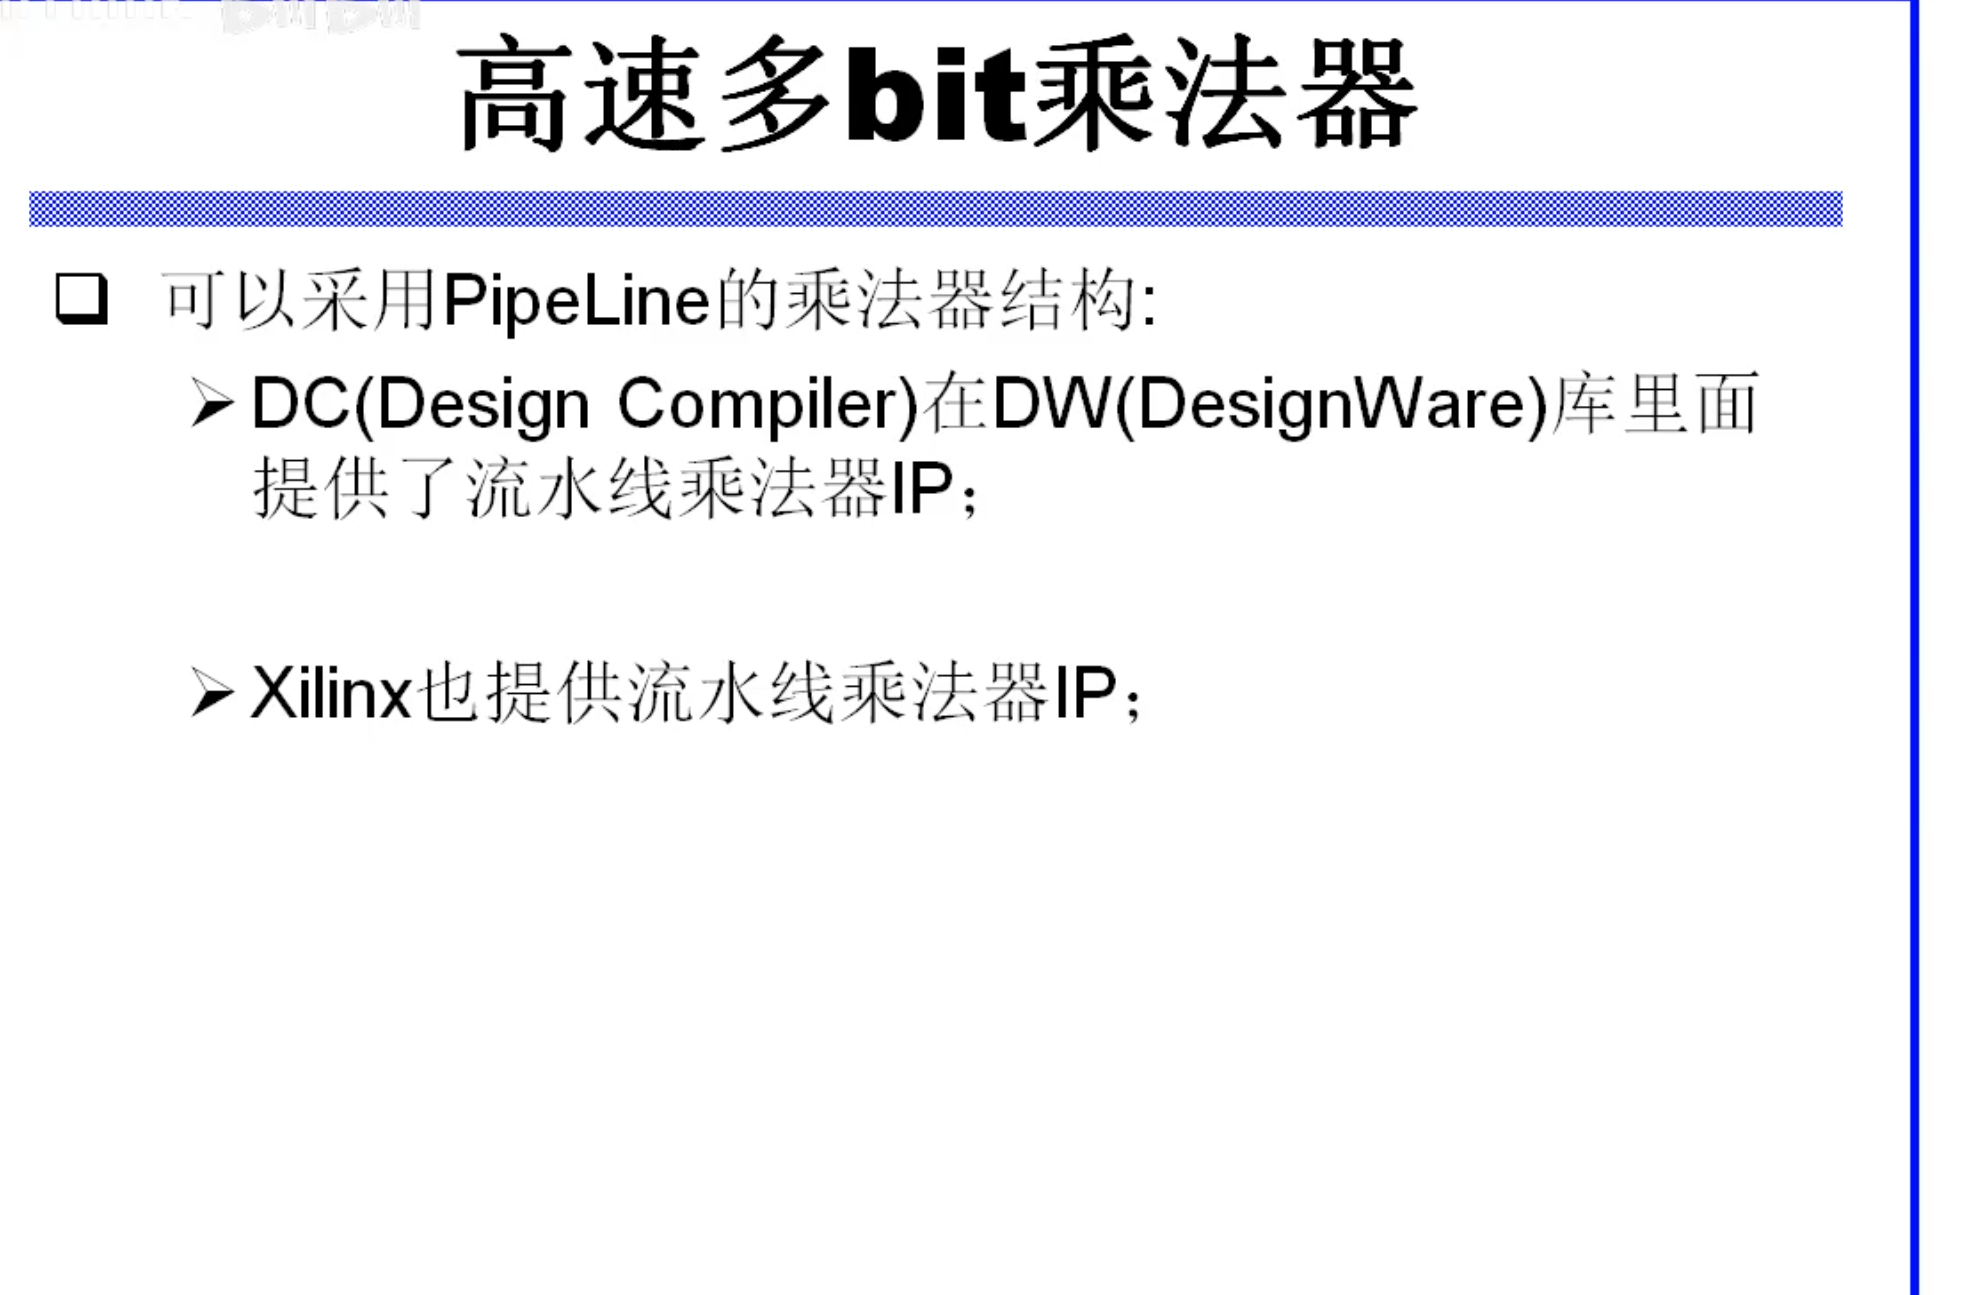 高速多bit乘法器
可以采用PipeLine的乘法器结构:
DC(Design Compiler)在DW(DesignWare)库里面
提供了流水线乘法器IP；
Xilinx也提供流水线乘法器IP；